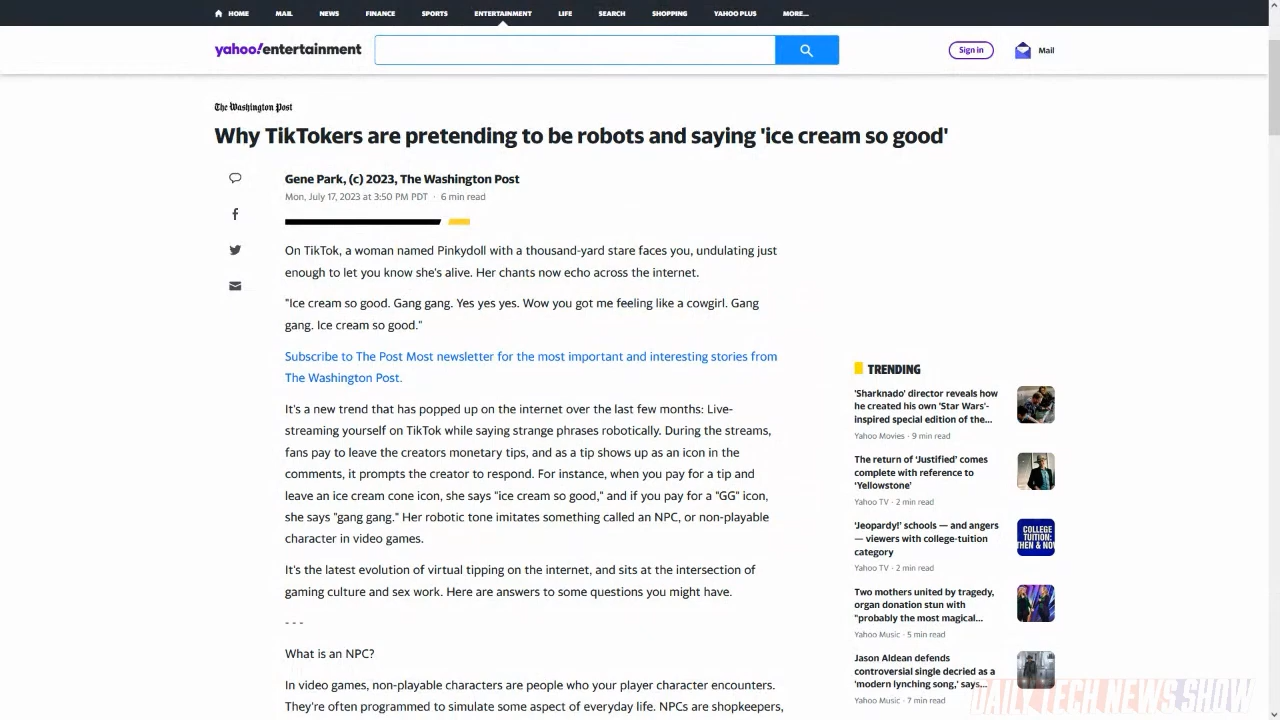 HOME MAIL NEWS FINANCE SPORTS ENTERTAINMENT LIFE SEARCH SHOPPING YAHOO PLUS MORE...
yahoo!entertainment
Sign in
Mail
The Washington Post
Why TikTokers are pretending to be robots and saying 'ice cream so good'
Gene Park, (c) 2023, The Washington Post
Mon, July 17, 2023 at 3:50 PM PDT · 6 min read
On TikTok, a woman named Pinkydoll with a thousand-yard stare faces you, undulating just
enough to let you know she's alive. Her chants now echo across the internet.
"Ice cream so good. Gang gang. Yes yes yes. Wow you got me feeling like a cowgirl. Gang
gang. Ice cream so good."
Subscribe to The Post Most newsletter for the most important and interesting stories from
The Washington Post.
It's a new trend that has popped up on the internet over the last few months: Live-
streaming yourself on TikTok while saying strange phrases robotically. During the streams,
fans pay to leave the creators monetary tips, and as a tip shows up as an icon in the
comments, it prompts the creator to respond. For instance, when you pay for a tip and
leave an ice cream cone icon, she says "ice cream so good," and if you pay for a "GG" icon,
she says "gang gang." Her robotic tone imitates something called an NPC, or non-playable
character in video games.
It's the latest evolution of virtual tipping on the internet, and sits at the intersection of
gaming culture and sex work. Here are answers to some questions you might have.
- - -
What is an NPC?
In video games, non-playable characters are people who your player character encounters.
They're often programmed to simulate some aspect of everyday life. NPCs are shopkeepers,
TRENDING
'Sharknado' director reveals how
he created his own 'Star Wars'-
inspired special edition of the...
Yahoo Movies · 9 min read
The return of 'Justified' comes
complete with reference to
'Yellowstone'
Yahoo TV · 2 min read
'Jeopardy!' schools — and angers
— viewers with college-tuition
category
Yahoo TV · 2 min read
COLLEGE
TUITION:
THEN & NOW
Two mothers united by tragedy,
organ donation stun with
"probably the most magical...
Yahoo Music · 5 min read
Jason Aldean defends
controversial single decried as a
'modern lynching song,' says...
Yahoo Music · 7 min read
DAILY TECH NEWS SHOW